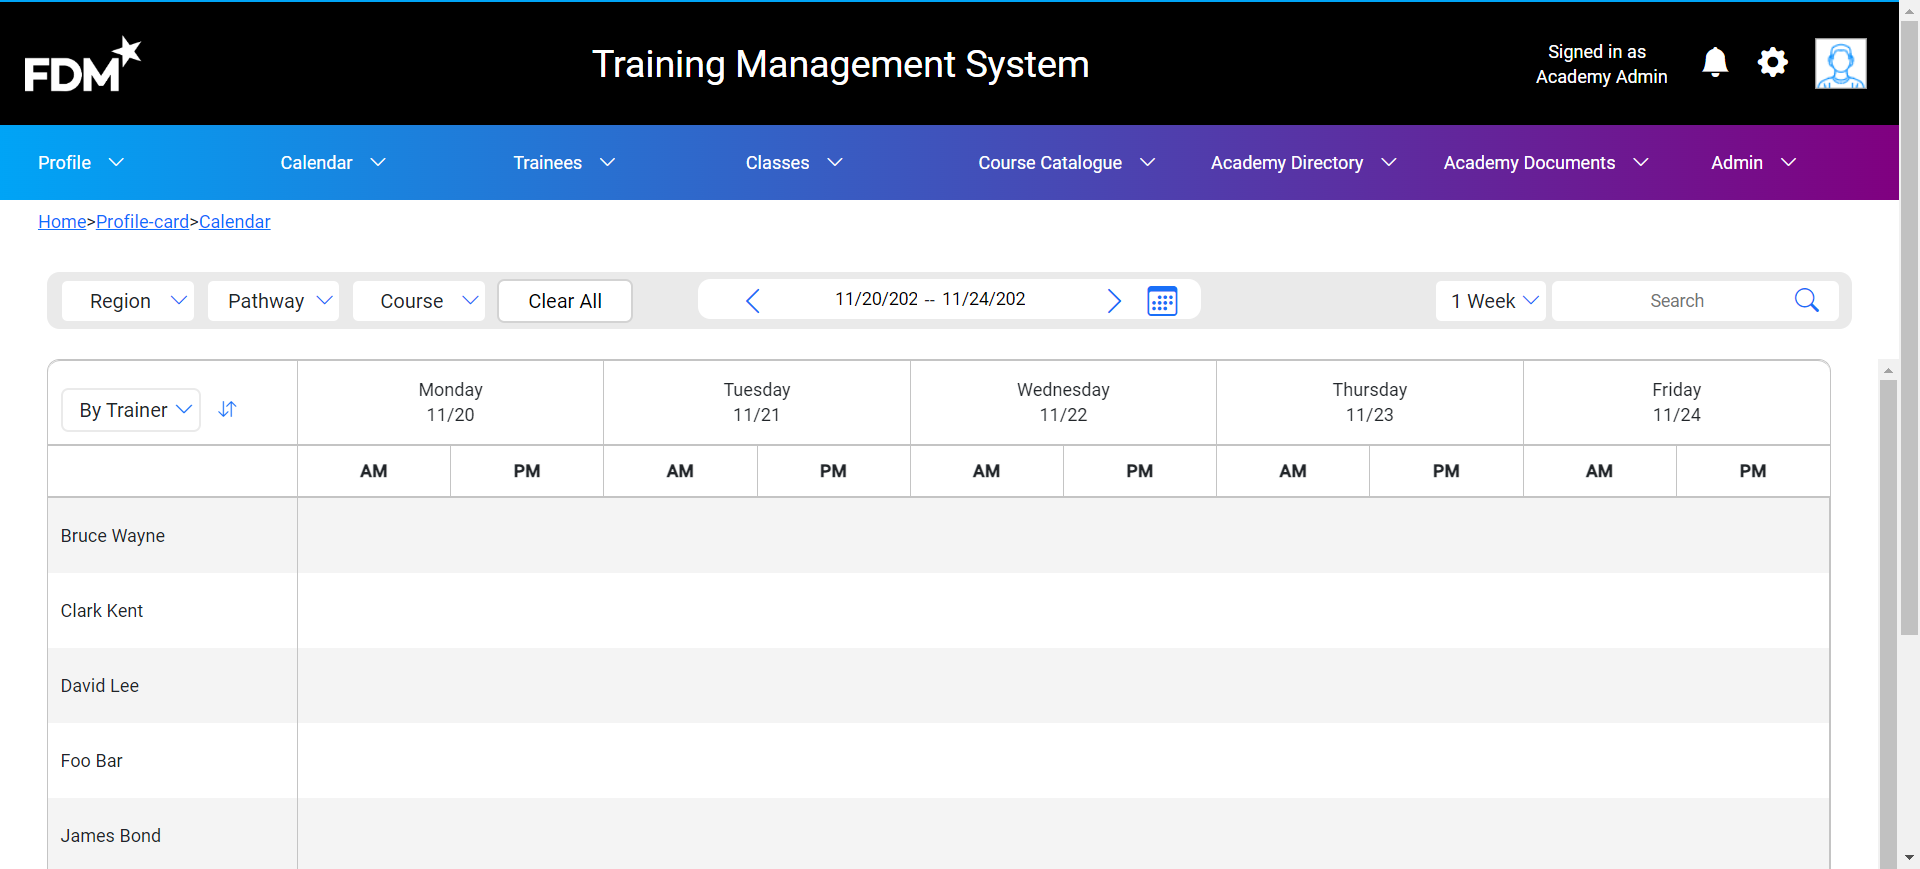 FDM
Training Management System
Signed in as
Academy Admin
Profile
Calendar
Trainees
Classes
Course Catalogue
Academy Directory
Academy Documents
Admin
Home>Profile-card>Calendar
Region
Pathway
Course
Clear All
11/20/202 -- 11/24/202
1 Week
Search
By Trainer
Monday
11/20
Tuesday
11/21
Wednesday
11/22
Thursday
11/23
Friday
11/24
AM PM AM PM AM PM AM PM AM PM
Bruce Wayne
Clark Kent
David Lee
Foo Bar
James Bond